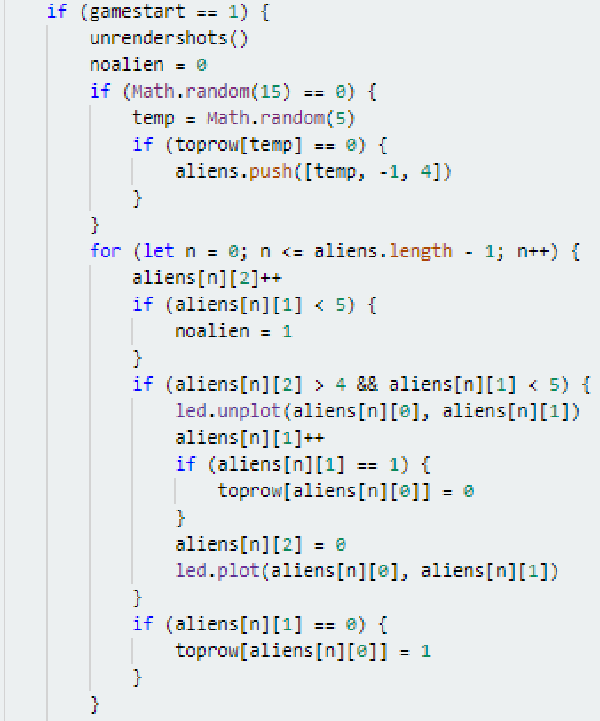 if (gamestart == 1) {
unrendershots()
noalien = 0
if (Math.random(15) == 0) {
temp = Math.random(5)
if (toprow[temp] == 0) {
aliens.push([temp, -1, 4])
}
}
for (let n = 0; n <= aliens.length - 1; n++) {
aliens[n][2]++
if (aliens[n][1] < 5) {
noalien = 1
}
if (aliens[n][2] > 4 && aliens[n][1] < 5) {
led.unplot(aliens[n][0], aliens[n][1])
aliens[n][1]++
if (aliens[n][1] == 1) {
toprow[aliens[n][0]] = 0
}
aliens[n][2] = 0
led.plot(aliens[n][0], aliens[n][1])
}
if (aliens[n][1] == 0) {
toprow[aliens[n][0]] = 1
}
}